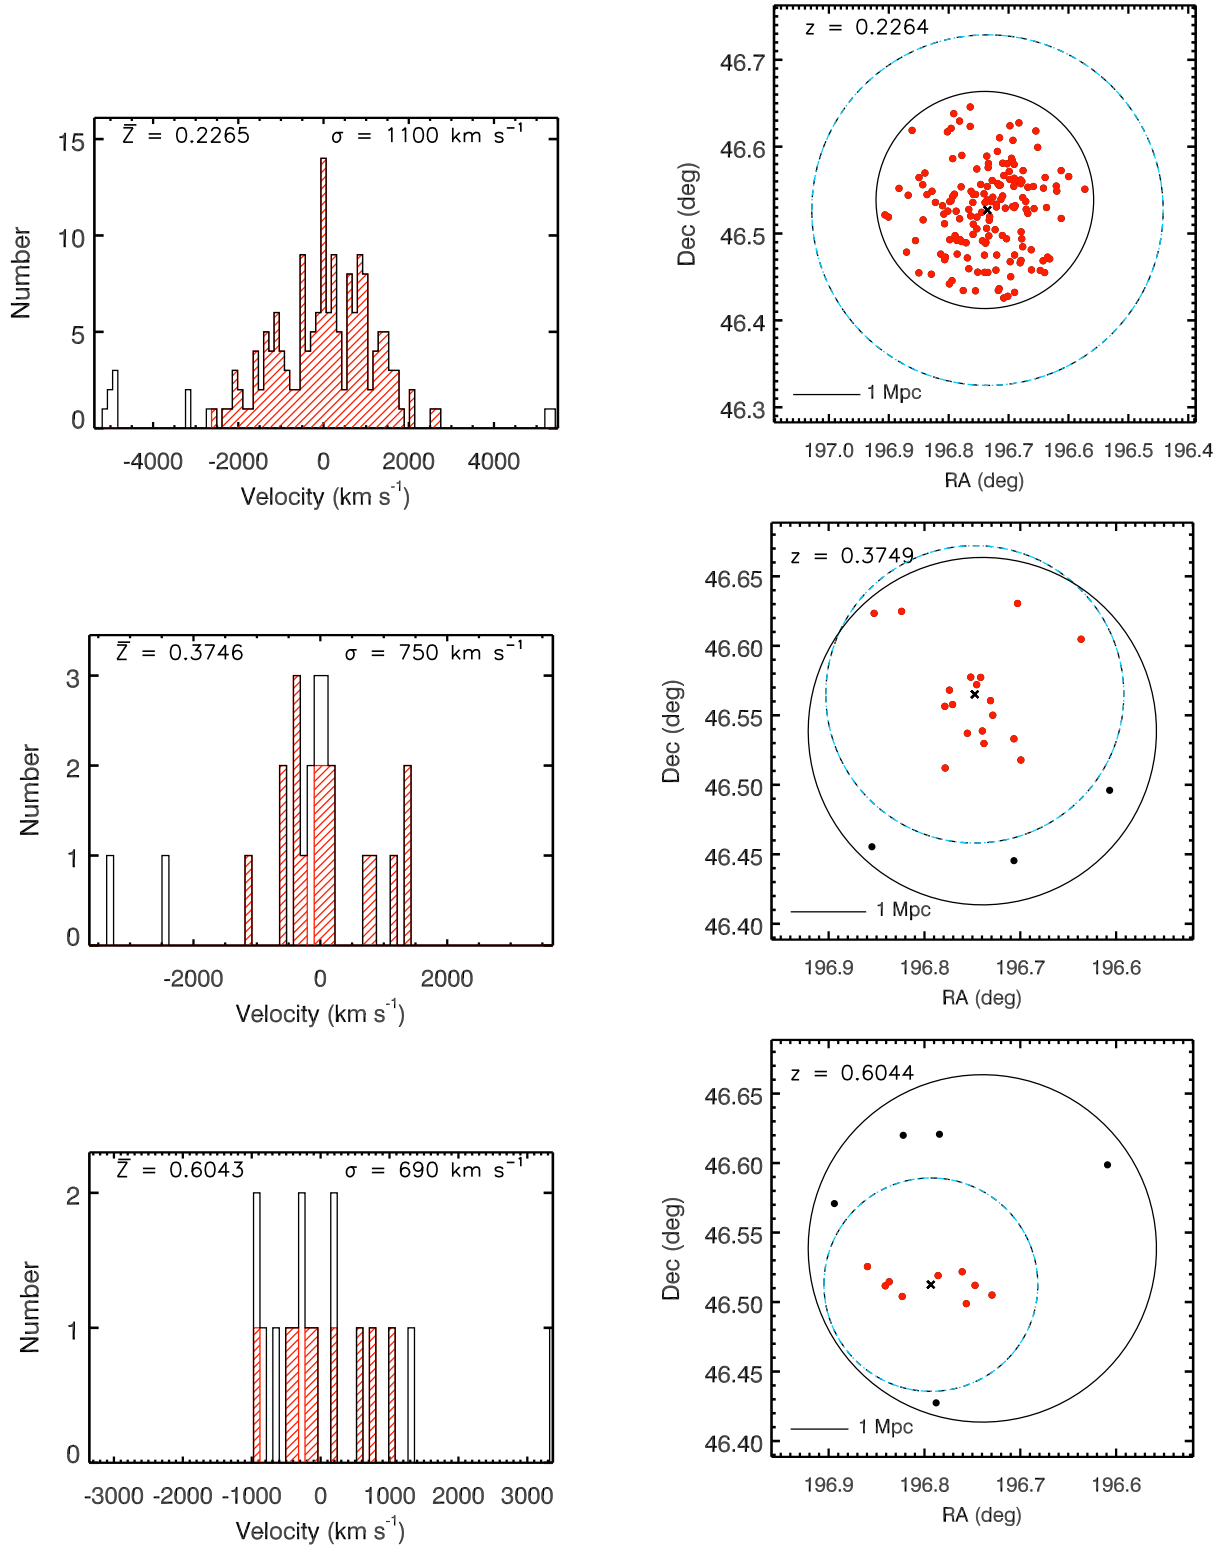 Z̅ = 0.2265 σ = 1100 km s⁻¹
15
10
5
0
Number
-4000 -2000 0 2000 4000
Velocity (km s⁻¹)
z = 0.2264
46.7
46.6
46.5
46.4
46.3
Dec (deg)
1 Mpc
197.0 196.9 196.8 196.7 196.6 196.5 196.4
RA (deg)
Z̅ = 0.3746 σ = 750 km s⁻¹
3
2
1
0
Number
-2000 0 2000
Velocity (km s⁻¹)
z = 0.3749
46.65
46.60
46.55
46.50
46.45
46.40
Dec (deg)
1 Mpc
196.9 196.8 196.7 196.6
RA (deg)
Z̅ = 0.6043 σ = 690 km s⁻¹
2
1
0
Number
-3000 -2000 -1000 0 1000 2000 3000
Velocity (km s⁻¹)
z = 0.6044
46.65
46.60
46.55
46.50
46.45
46.40
Dec (deg)
1 Mpc
196.9 196.8 196.7 196.6
RA (deg)